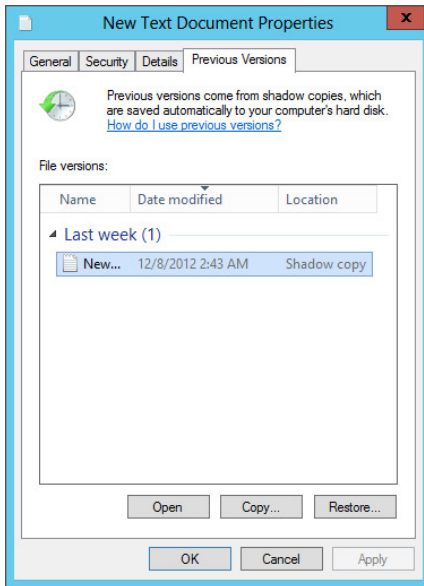 New Text Document Properties
x
General Security Details Previous Versions
Previous versions come from shadow copies, which
are saved automatically to your computer's hard disk.
How do I use previous versions?
File versions:
Name Date modified Location
Last week (1)
New... 12/8/2012 2:43 AM Shadow copy
Open Copy... Restore...
OK Cancel Apply